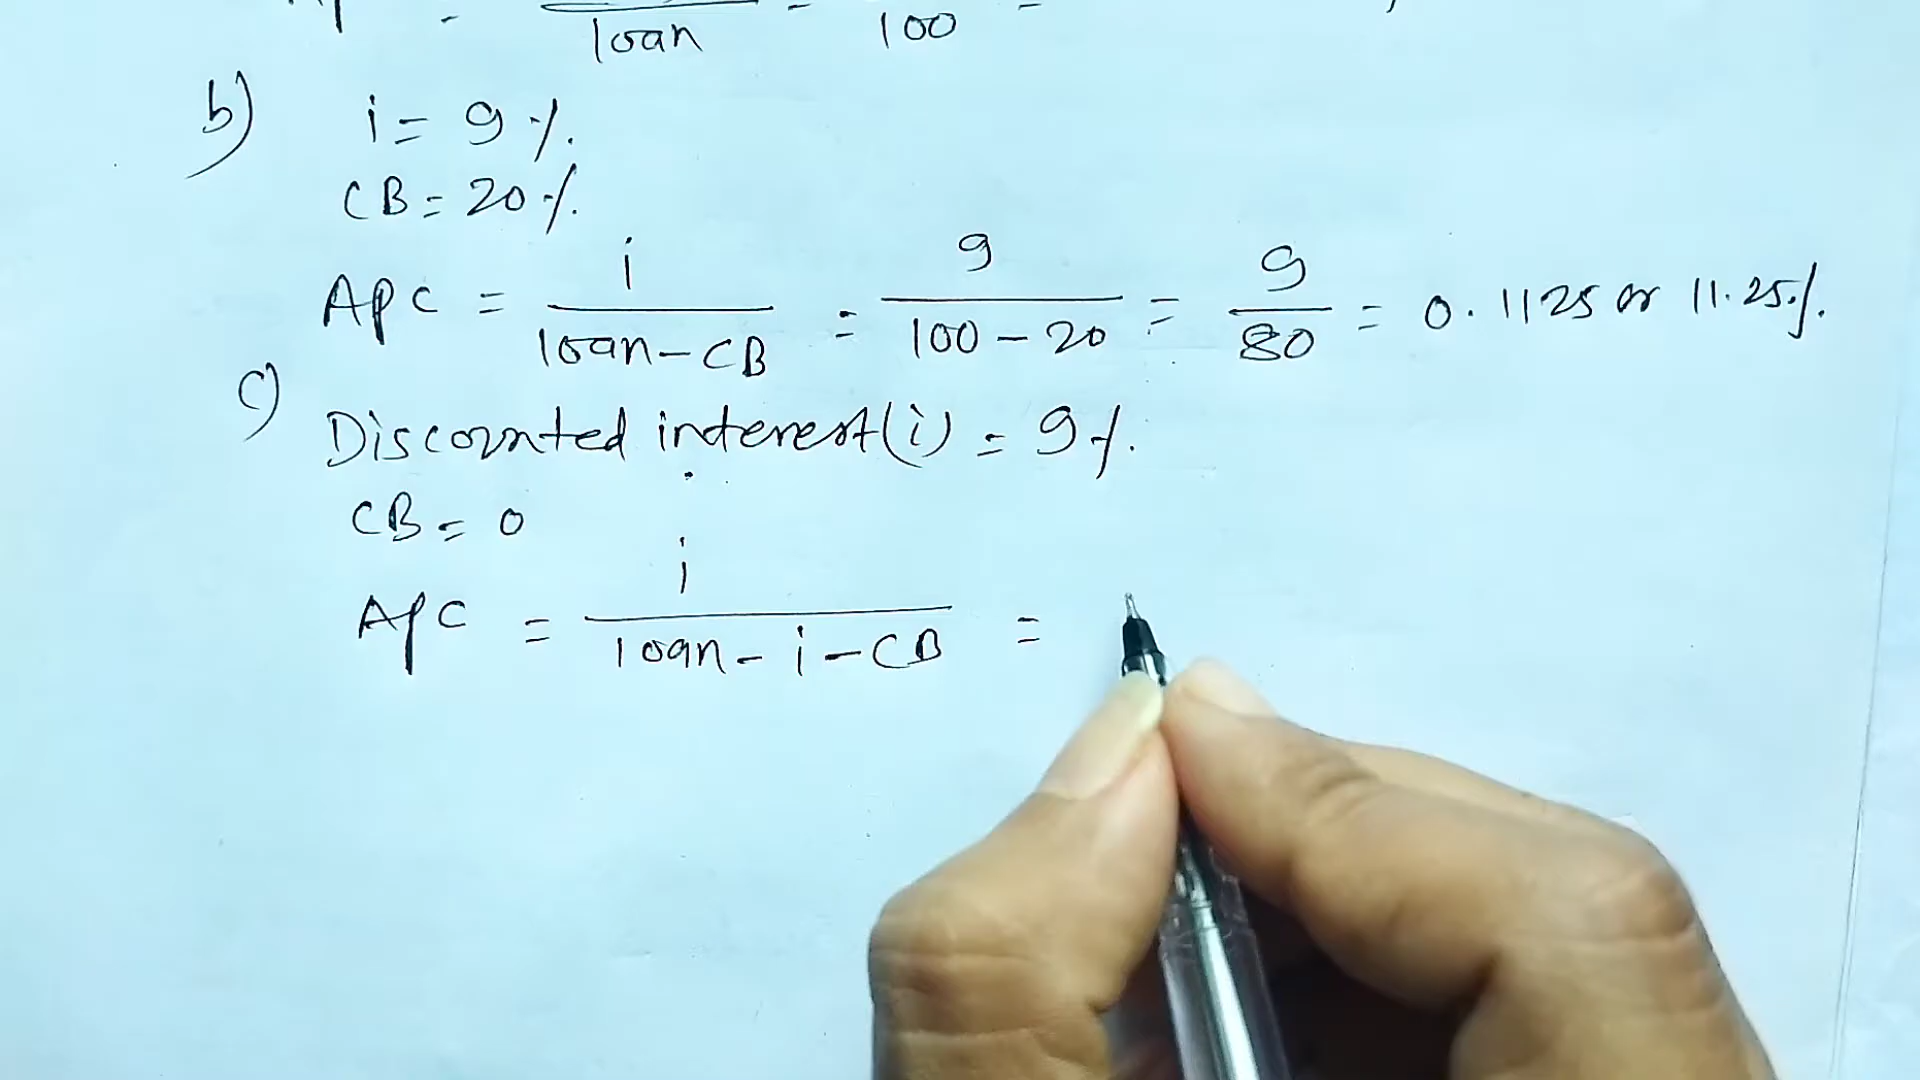 loan 100
b) i = 9%.
CB = 20%.
APC = i / loan - CB = 9 / 100 - 20 = 9 / 80 = 0.1125 or 11.25%.
c) Discounted interest (i) = 9%.
CB = 0
APC = i / loan - i - CB =